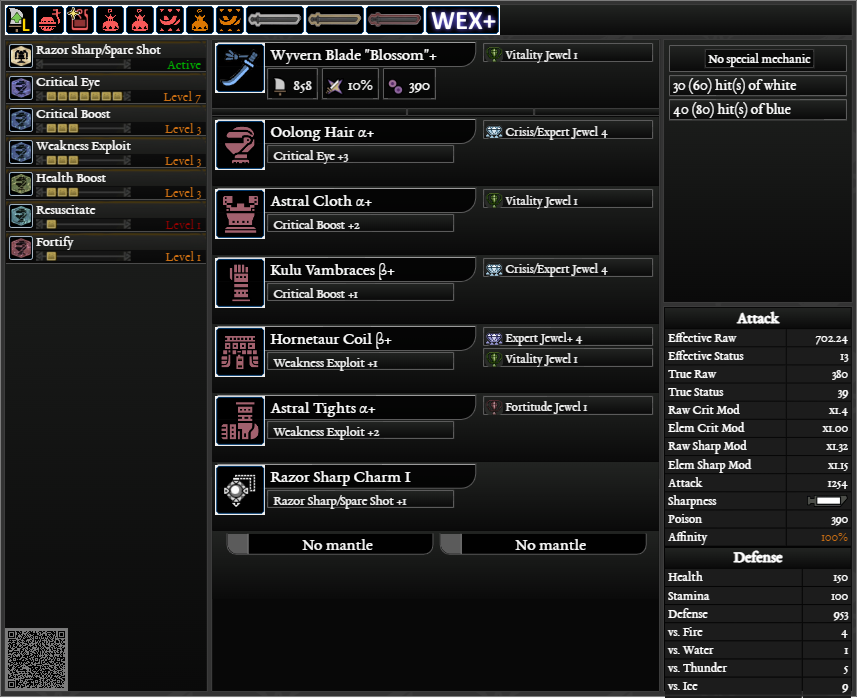 L
WEX+
Razor Sharp/Spare Shot
Active
Critical Eye
Level 7
Critical Boost
Level 3
Weakness Exploit
Level 3
Health Boost
Level 3
Resuscitate
Level 1
Fortify
Level 1
Wyvern Blade "Blossom"+
858
10%
390
Vitality Jewel 1
Oolong Hair α+
Critical Eye +3
Crisis/Expert Jewel 4
Astral Cloth α+
Critical Boost +2
Vitality Jewel 1
Kulu Vambraces β+
Critical Boost +1
Crisis/Expert Jewel 4
Hornetaur Coil β+
Weakness Exploit +1
Expert Jewel+ 4
Vitality Jewel 1
Astral Tights α+
Weakness Exploit +2
Fortitude Jewel 1
Razor Sharp Charm I
Razor Sharp/Spare Shot +1
No mantle
No mantle
No special mechanic
30 (60) hit(s) of white
40 (80) hit(s) of blue
Attack
Effective Raw 702.24
Effective Status 13
True Raw 380
True Status 39
Raw Crit Mod x1.4
Elem Crit Mod x1.00
Raw Sharp Mod x1.32
Elem Sharp Mod x1.15
Attack 1254
Sharpness
Poison 390
Affinity 100%
Defense
Health 150
Stamina 100
Defense 953
vs. Fire 4
vs. Water 1
vs. Thunder 5
vs. Ice 9